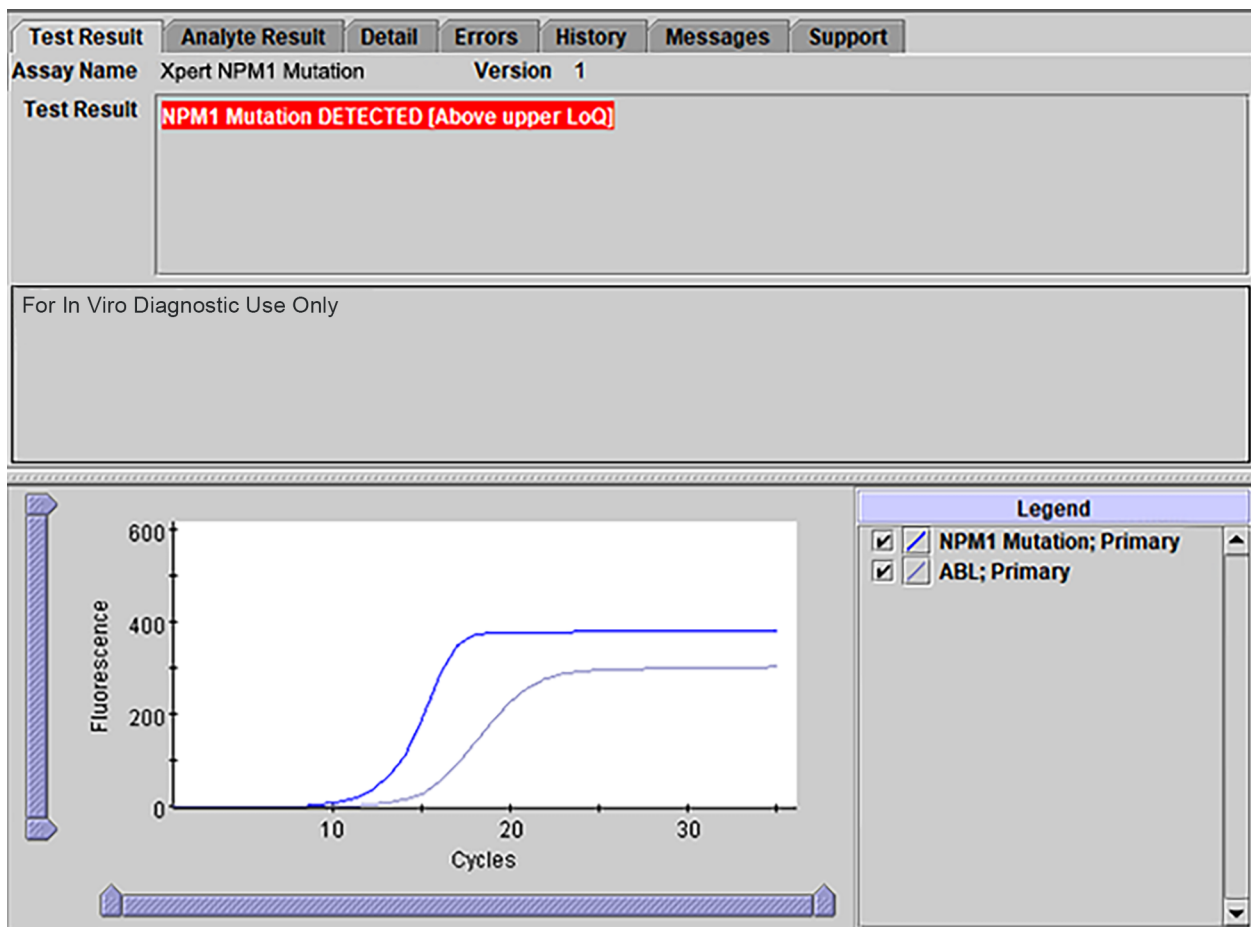 Test Result Analyte Result Detail Errors History Messages Support
Assay Name Xpert NPM1 Mutation Version 1
Test Result NPM1 Mutation DETECTED [Above upper LoQ]
For In Viro Diagnostic Use Only
Legend
NPM1 Mutation; Primary
ABL; Primary
600
400
200
0
Fluorescence
10 20 30
Cycles